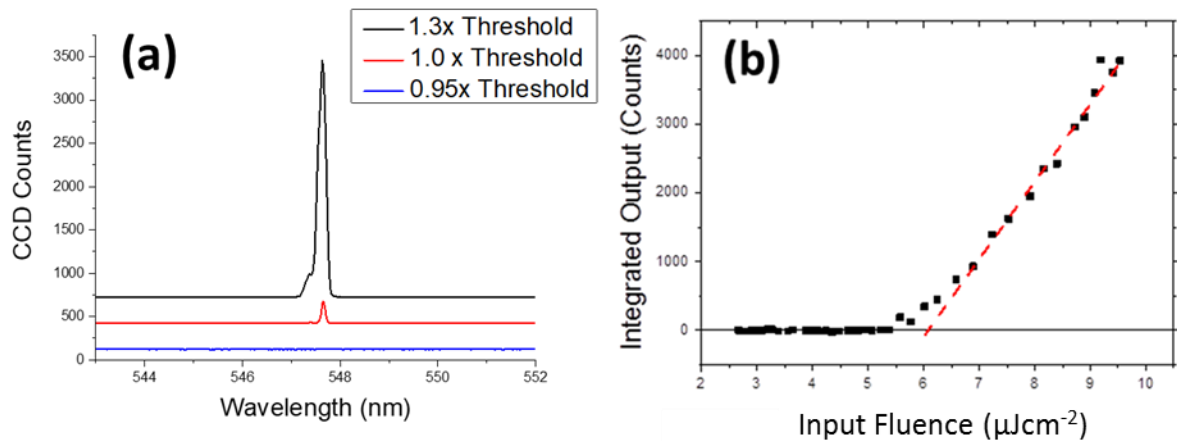 (a)
1.3x Threshold
1.0 x Threshold
0.95x Threshold
3500
3000
2500
2000
1500
1000
500
0
CCD Counts
544 546 548 550 552
Wavelength (nm)
(b)
4000
3000
2000
1000
0
Integrated Output (Counts)
2 3 4 5 6 7 8 9 10
Input Fluence (μJcm-2)